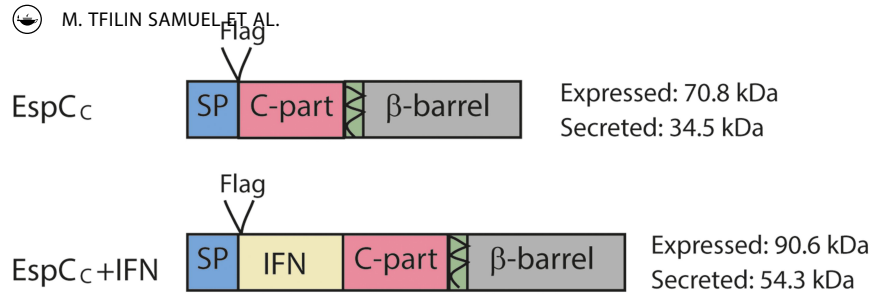 M. TFILIN SAMUEL ET AL.
Flag
EspC C
SP C-part β-barrel
Expressed: 70.8 kDa
Secreted: 34.5 kDa
Flag
EspC C +IFN
SP IFN C-part β-barrel
Expressed: 90.6 kDa
Secreted: 54.3 kDa